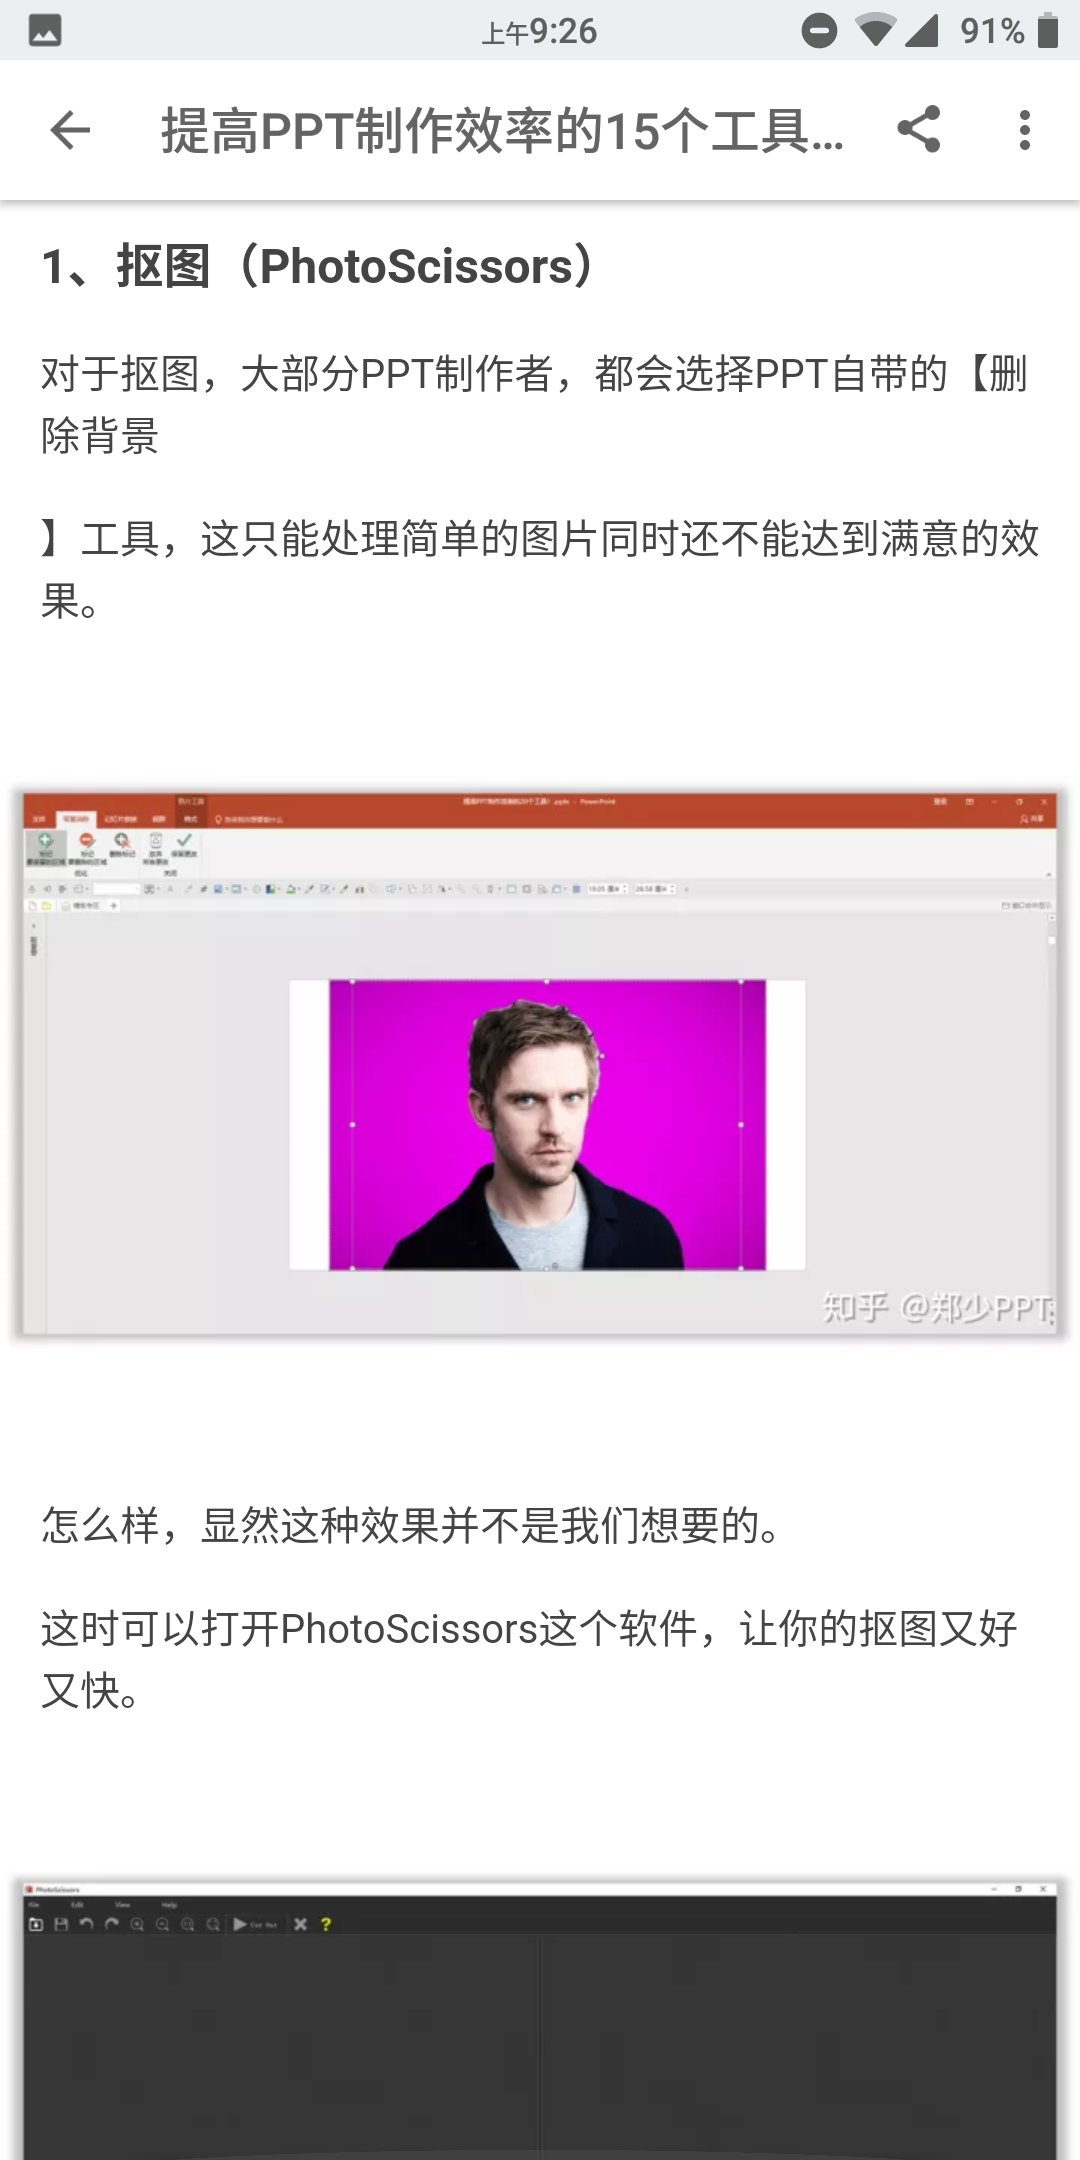 上午9:26
91%
提高PPT制作效率的15个工具...
1、抠图（PhotoScissors）
对于抠图，大部分PPT制作者，都会选择PPT自带的【删
除背景
】工具，这只能处理简单的图片同时还不能达到满意的效
果。
知乎 @郑少PPT
怎么样，显然这种效果并不是我们想要的。
这时可以打开PhotoScissors这个软件，让你的抠图又好
又快。
PhotoScissors
File Edit View Help
Cut Out
?